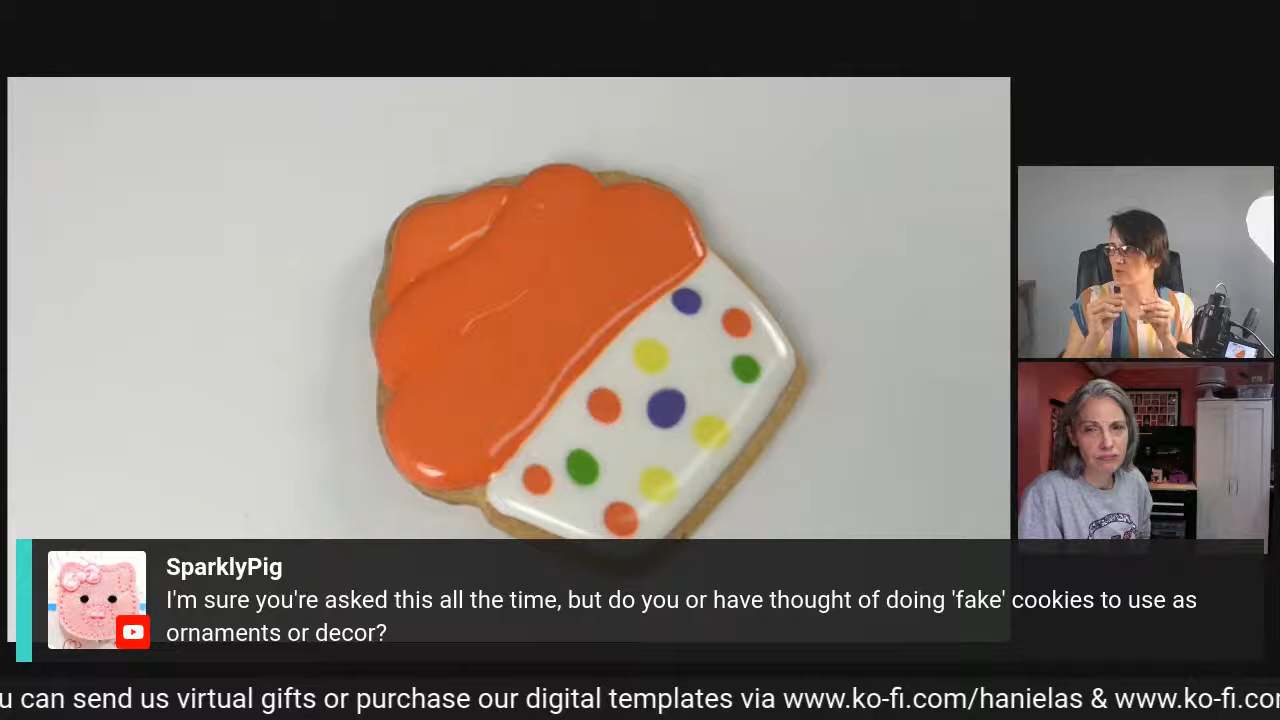 SparklyPig
I'm sure you're asked this all the time, but do you or have thought of doing 'fake' cookies to use as
ornaments or decor?
u can send us virtual gifts or purchase our digital templates via www.ko-fi.com/hanielas & www.ko-fi.co